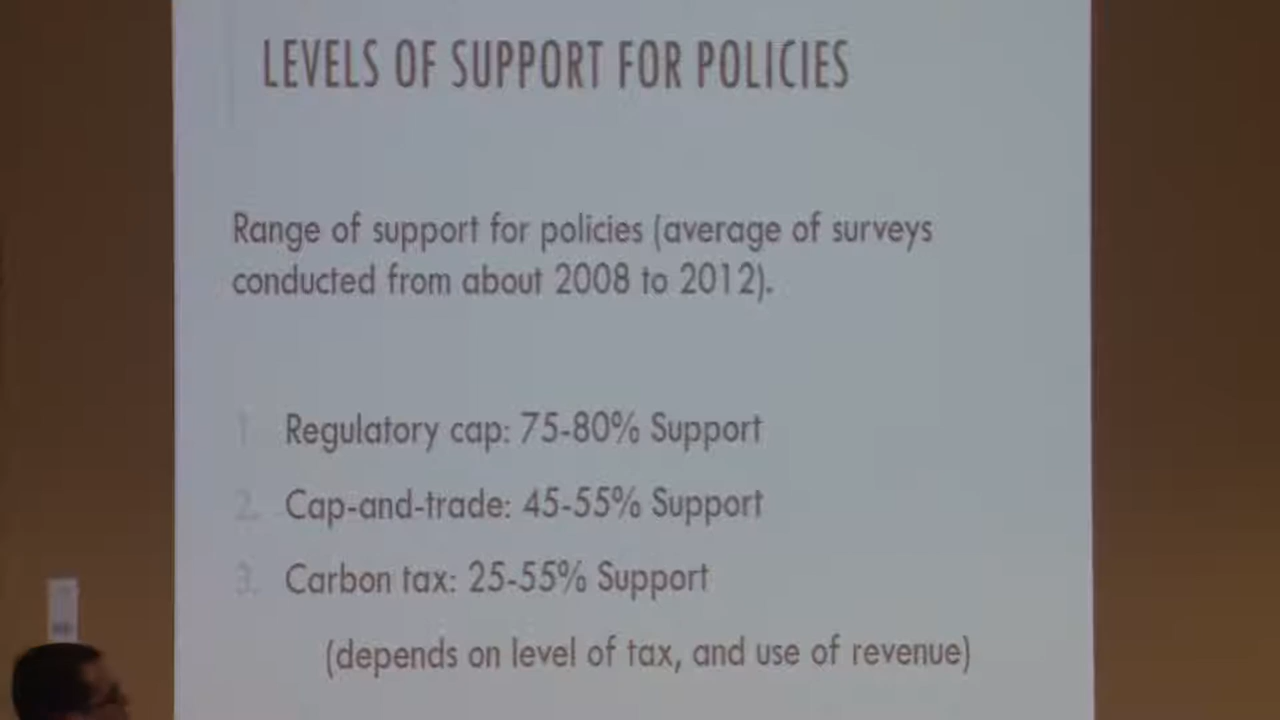 LEVELS OF SUPPORT FOR POLICIES
Range of support for policies (average of surveys
conducted from about 2008 to 2012).
1. Regulatory cap: 75-80% Support
2. Cap-and-trade: 45-55% Support
3. Carbon tax: 25-55% Support
(depends on level of tax, and use of revenue)